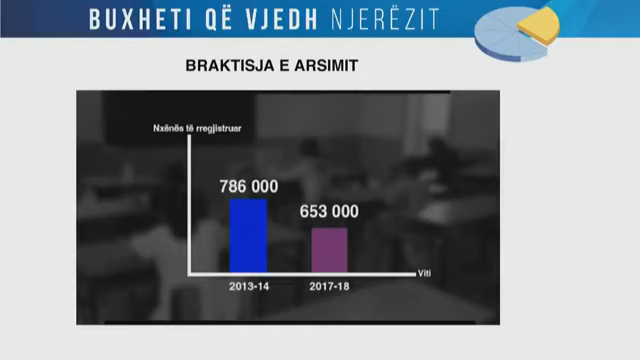 BUXHETI QË VJEDH NJERËZIT
BRAKTISJA E ARSIMIT
Nxënës të rregjistruar
786 000
653 000
Viti
2013-14
2017-18